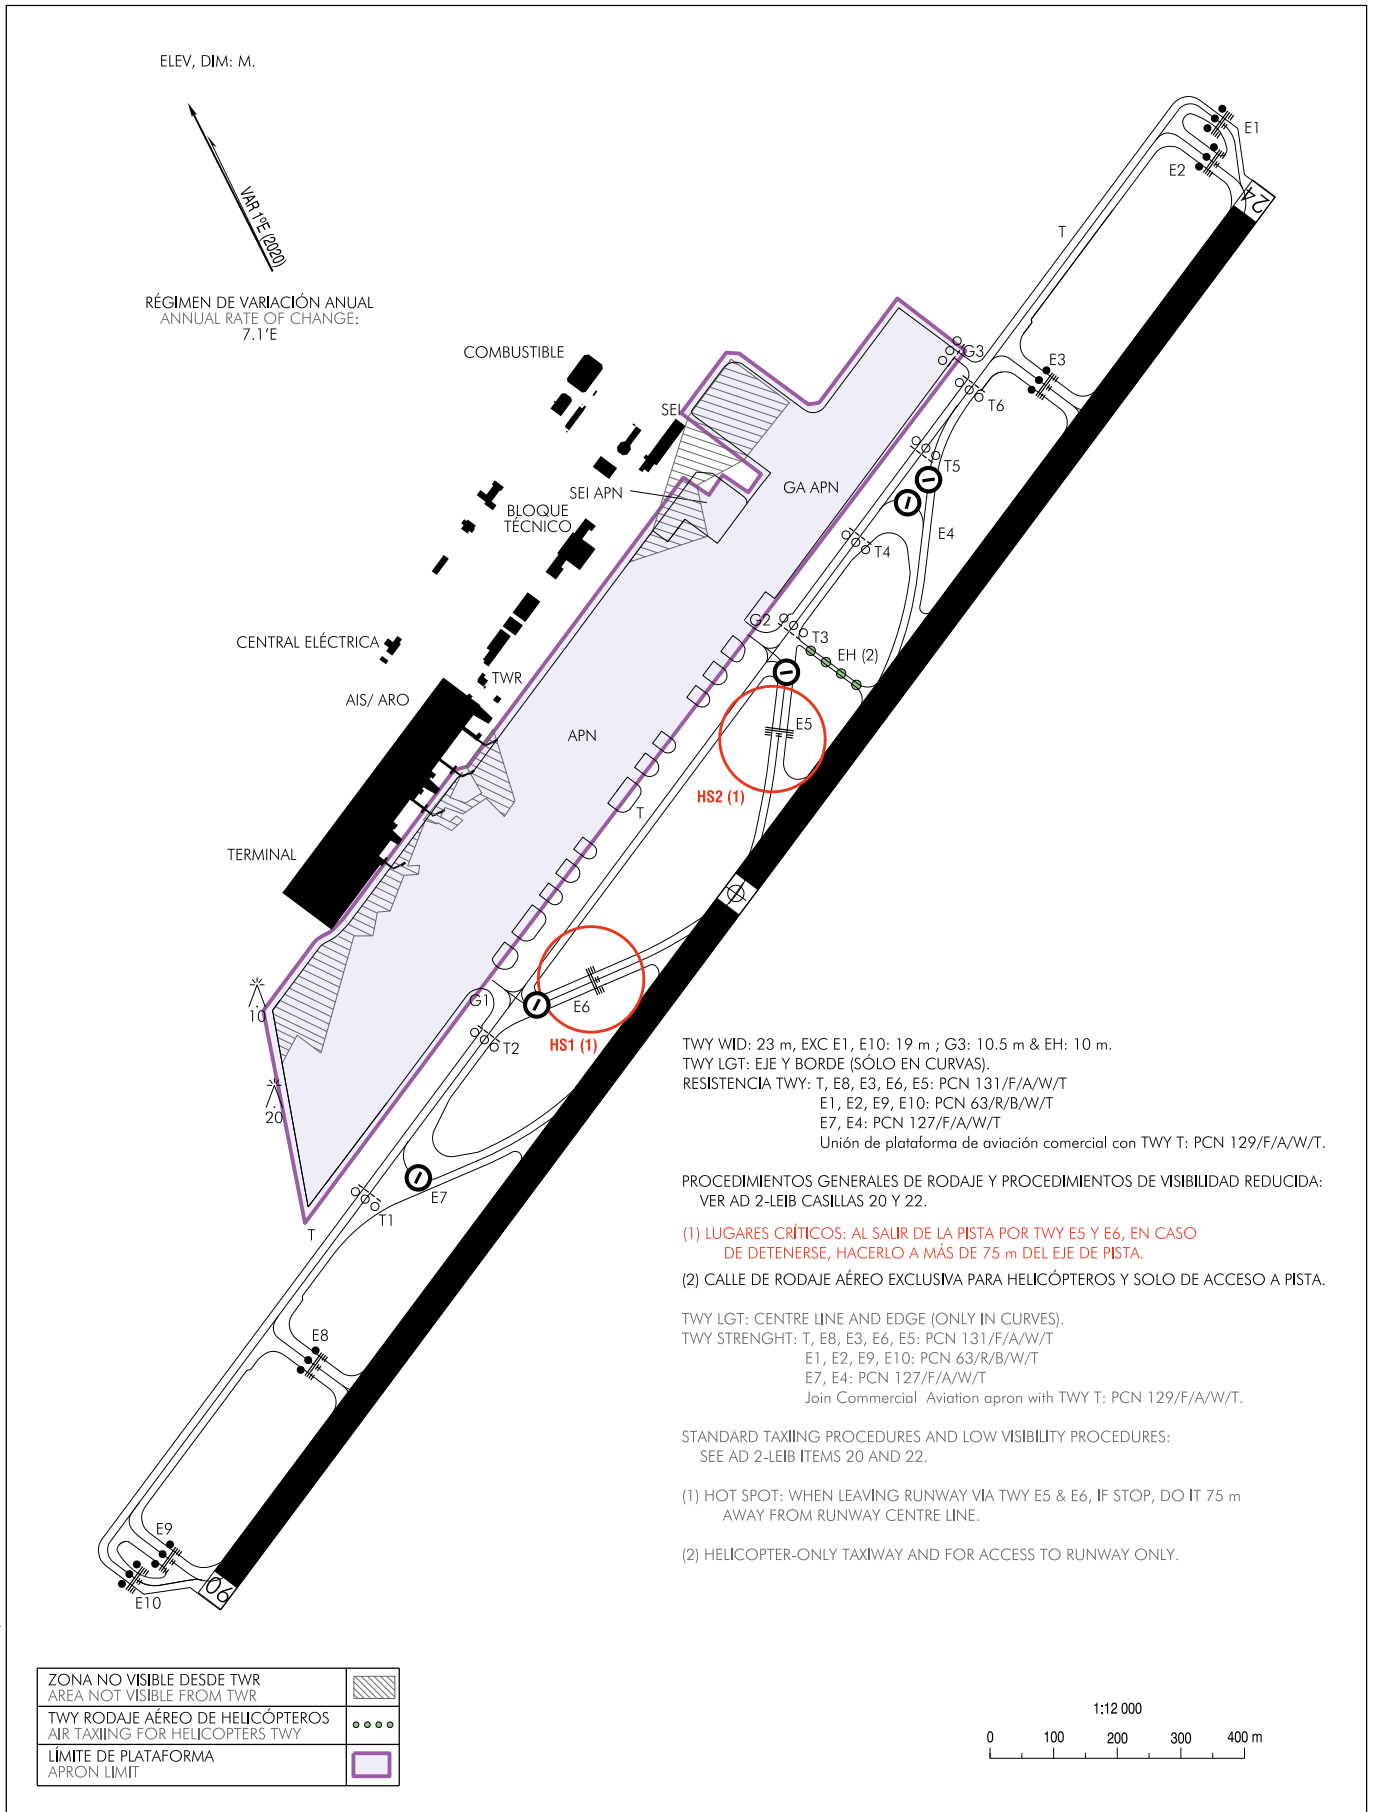 ELEV, DIM: M.
VAR 1ºE (2020)
RÉGIMEN DE VARIACIÓN ANUAL
ANNUAL RATE OF CHANGE:
7.1'E
E1
E2
24
T
COMBUSTIBLE
G3
E3
T6
SEI
T5
GA APN
SEI APN
BLOQUE
TÉCNICO
E4
T4
G2
T3
CENTRAL ELÉCTRICA
EH (2)
TWR
AIS/ ARO
APN
E5
HS2 (1)
T
TERMINAL
G1
E6
10
HS1 (1)
T2
20
E7
T1
T
E8
E9
E10
06
TWY WID: 23 m, EXC E1, E10: 19 m ; G3: 10.5 m & EH: 10 m.
TWY LGT: EJE Y BORDE (SÓLO EN CURVAS).
RESISTENCIA TWY: T, E8, E3, E6, E5: PCN 131/F/A/W/T
E1, E2, E9, E10: PCN 63/R/B/W/T
E7, E4: PCN 127/F/A/W/T
Unión de plataforma de aviación comercial con TWY T: PCN 129/F/A/W/T.
PROCEDIMIENTOS GENERALES DE RODAJE Y PROCEDIMIENTOS DE VISIBILIDAD REDUCIDA:
VER AD 2-LEIB CASILLAS 20 Y 22.
(1) LUGARES CRÍTICOS: AL SALIR DE LA PISTA POR TWY E5 Y E6, EN CASO
DE DETENERSE, HACERLO A MÁS DE 75 m DEL EJE DE PISTA.
(2) CALLE DE RODAJE AÉREO EXCLUSIVA PARA HELICÓPTEROS Y SOLO DE ACCESO A PISTA.
TWY LGT: CENTRE LINE AND EDGE (ONLY IN CURVES).
TWY STRENGHT: T, E8, E3, E6, E5: PCN 131/F/A/W/T
E1, E2, E9, E10: PCN 63/R/B/W/T
E7, E4: PCN 127/F/A/W/T
Join Commercial Aviation apron with TWY T: PCN 129/F/A/W/T.
STANDARD TAXIING PROCEDURES AND LOW VISIBILITY PROCEDURES:
SEE AD 2-LEIB ITEMS 20 AND 22.
(1) HOT SPOT: WHEN LEAVING RUNWAY VIA TWY E5 & E6, IF STOP, DO IT 75 m
AWAY FROM RUNWAY CENTRE LINE.
(2) HELICOPTER-ONLY TAXIWAY AND FOR ACCESS TO RUNWAY ONLY.
ZONA NO VISIBLE DESDE TWR
AREA NOT VISIBLE FROM TWR
TWY RODAJE AÉREO DE HELICÓPTEROS
AIR TAXIING FOR HELICOPTERS TWY
LÍMITE DE PLATAFORMA
APRON LIMIT
1:12 000
0 100 200 300 400 m